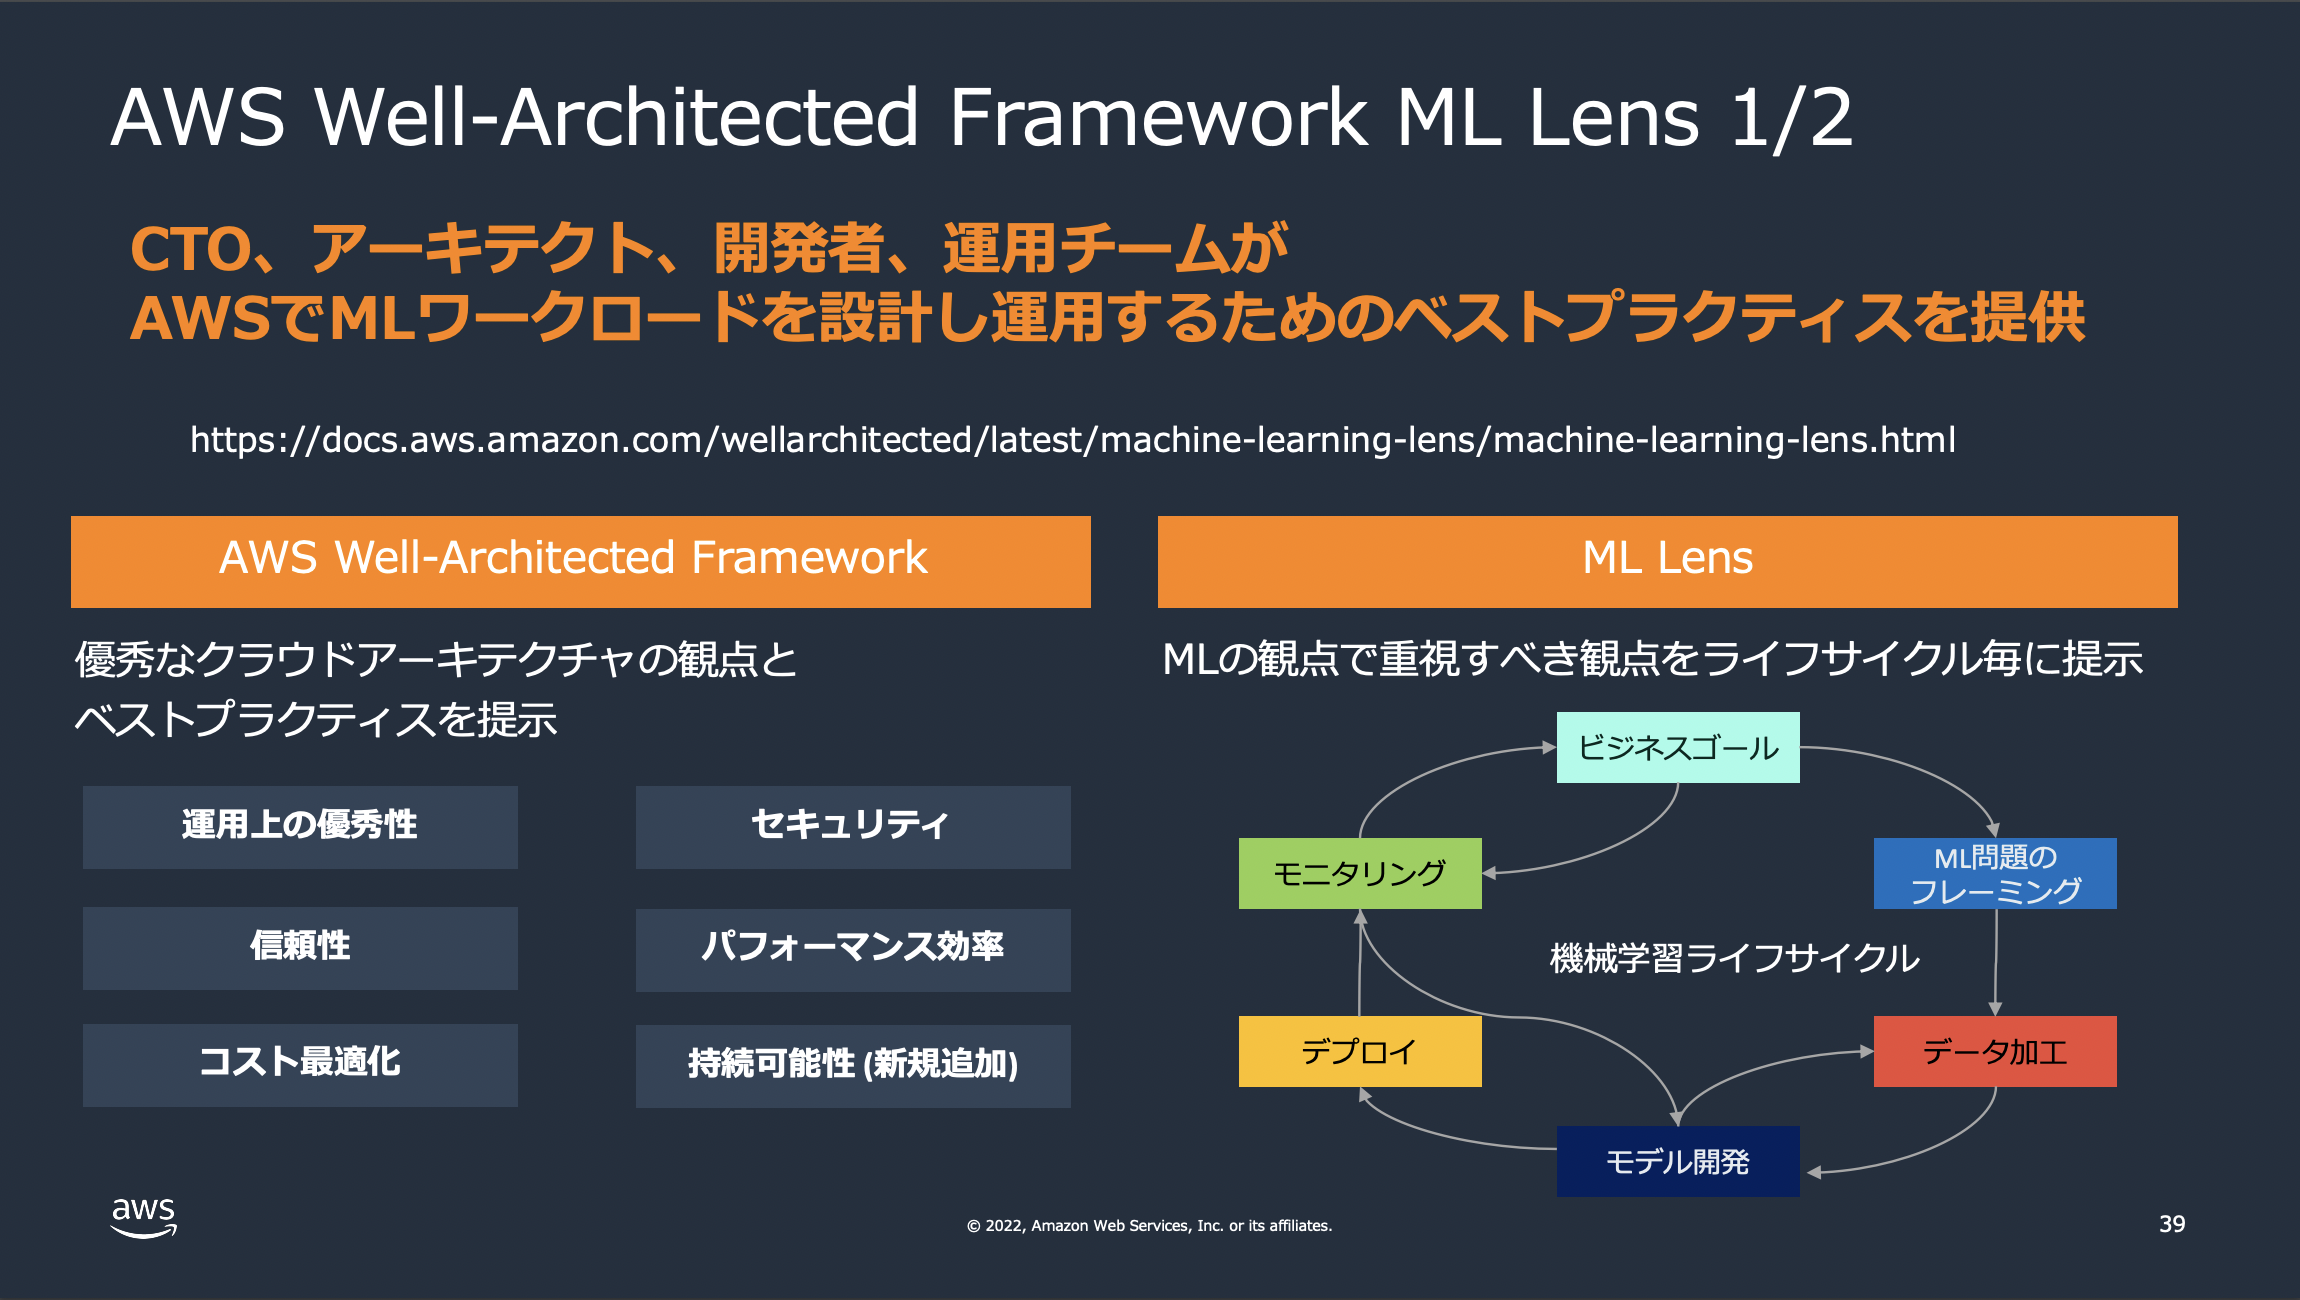 AWS Well-Architected Framework ML Lens 1/2
CTO、アーキテクト、開発者、運用チームが
AWSでMLワークロードを設計し運用するためのベストプラクティスを提供
https://docs.aws.amazon.com/wellarchitected/latest/machine-learning-lens/machine-learning-lens.html
AWS Well-Architected Framework
優秀なクラウドアーキテクチャの観点と
ベストプラクティスを提示
運用上の優秀性
セキュリティ
信頼性
パフォーマンス効率
コスト最適化
持続可能性 (新規追加)
ML Lens
MLの観点で重視すべき観点をライフサイクル毎に提示
ビジネスゴール
モニタリング
ML問題の
フレーミング
機械学習ライフサイクル
デプロイ
データ加工
モデル開発
aws
© 2022, Amazon Web Services, Inc. or its affiliates.
39